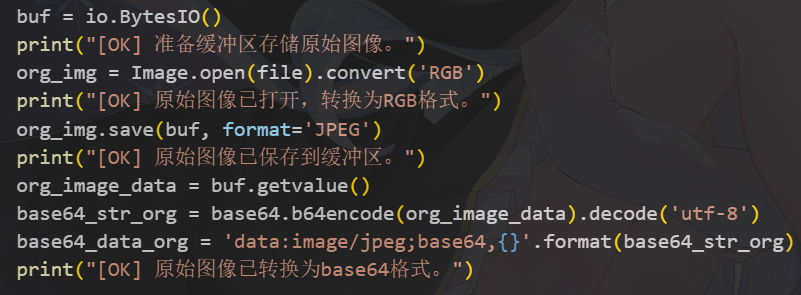 buf = io.BytesIO()
print("[OK] 准备缓冲区存储原始图像。")
org_img = Image.open(file).convert('RGB')
print("[OK] 原始图像已打开，转换为RGB格式。")
org_img.save(buf, format='JPEG')
print("[OK] 原始图像已保存到缓冲区。")
org_image_data = buf.getvalue()
base64_str_org = base64.b64encode(org_image_data).decode('utf-8')
base64_data_org = 'data:image/jpeg;base64,{}'.format(base64_str_org)
print("[OK] 原始图像已转换为base64格式。")